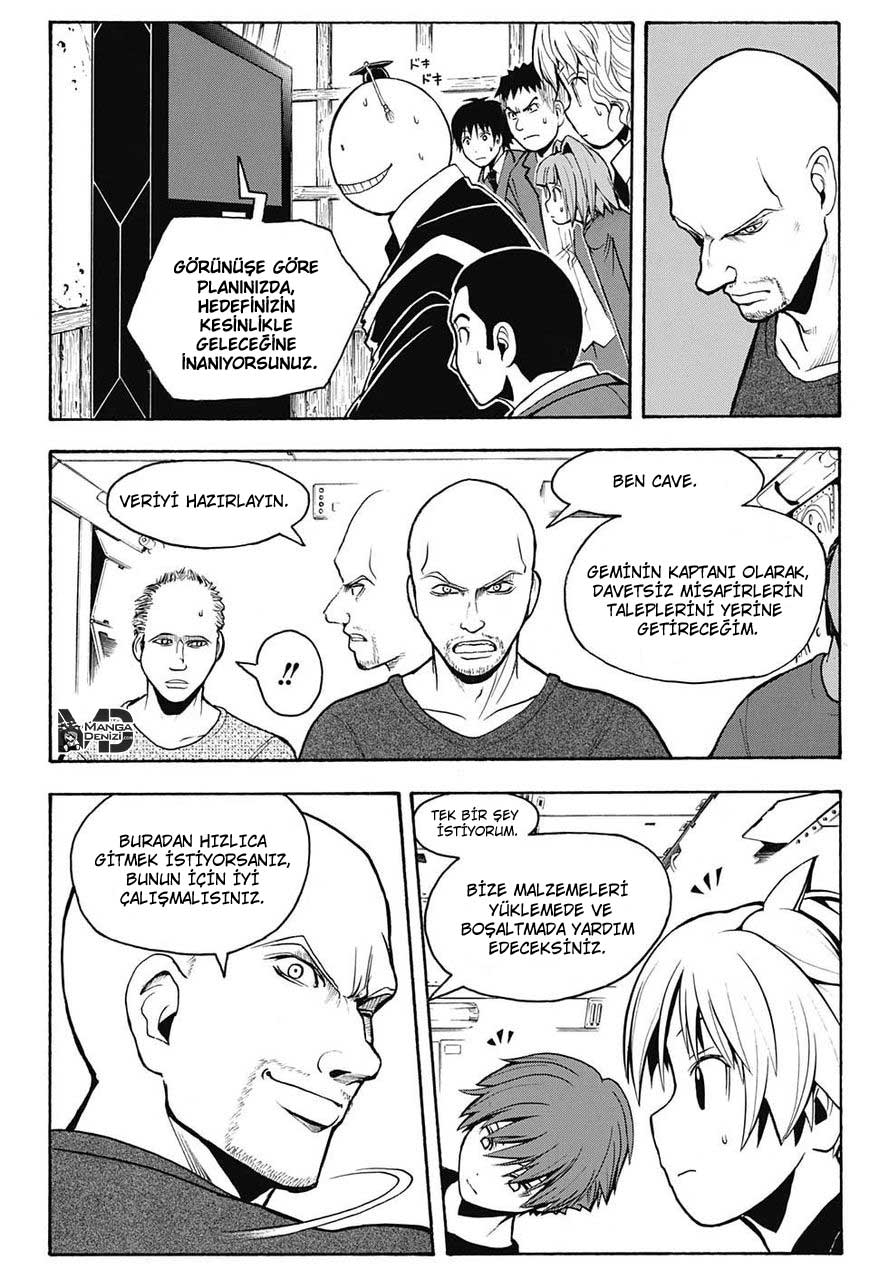 ドキ
ドキ
GÖRÜNÜŞE GÖRE
PLANINIZDA,
HEDEFİNİZİN
KESİNLİKLE
GELECEĞİNE
İNANIYORSUNUZ.
VERİYİ HAZIRLAYIN.
BEN CAVE.
GEMİNİN KAPTANI OLARAK,
DAVETSİZ MİSAFİRLERİN
TALEPLERİNİ YERİNE
GETİRECEĞİM.
!!
MD
MANGA
DENİZİ.COM
BURADAN HIZLICA
GİTMEK İSTİYORSANIZ,
BUNUN İÇİN İYİ
ÇALIŞMALISINIZ.
TEK BİR ŞEY
İSTİYORUM.
BİZE MALZEMELERİ
YÜKLEMEDE VE
BOŞALTMADA YARDIM
EDECEKSİNİZ.